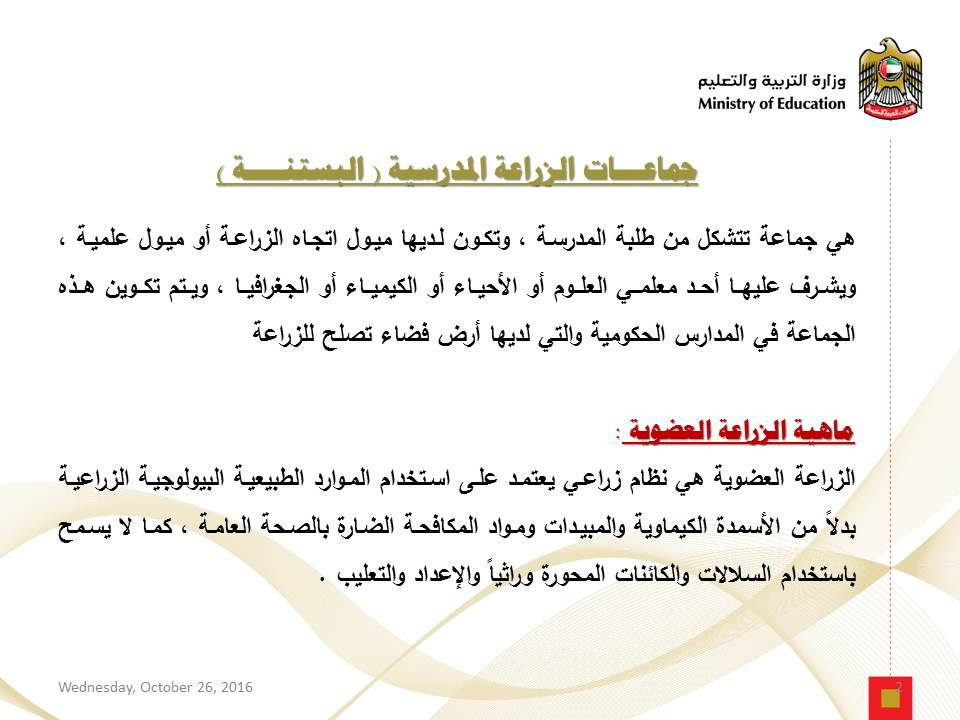 وزارة التربية والتعليم
Ministry of Education
جماعـــات الزراعة المدرسية ( البستنـــــة )
هي جماعة تتشكل من طلبة المدرسة ، وتكون لديها ميول اتجاه الزراعة أو ميول علمية ،
ويشرف عليها أحد معلمي العلوم أو الأحياء أو الكيمياء أو الجغرافيا ، ويتم تكوين هذه
الجماعة في المدارس الحكومية والتي لديها أرض فضاء تصلح للزراعة
ماهية الزراعة العضوية :
الزراعة العضوية هي نظام زراعي يعتمد على استخدام الموارد الطبيعية البيولوجية الزراعية
بدلاً من الأسمدة الكيماوية والمبيدات ومواد المكافحة الضارة بالصحة العامة ، كما لا يسمح
باستخدام السلالات والكائنات المحورة وراثياً والإعداد والتعليب .
Wednesday, October 26, 2016
2